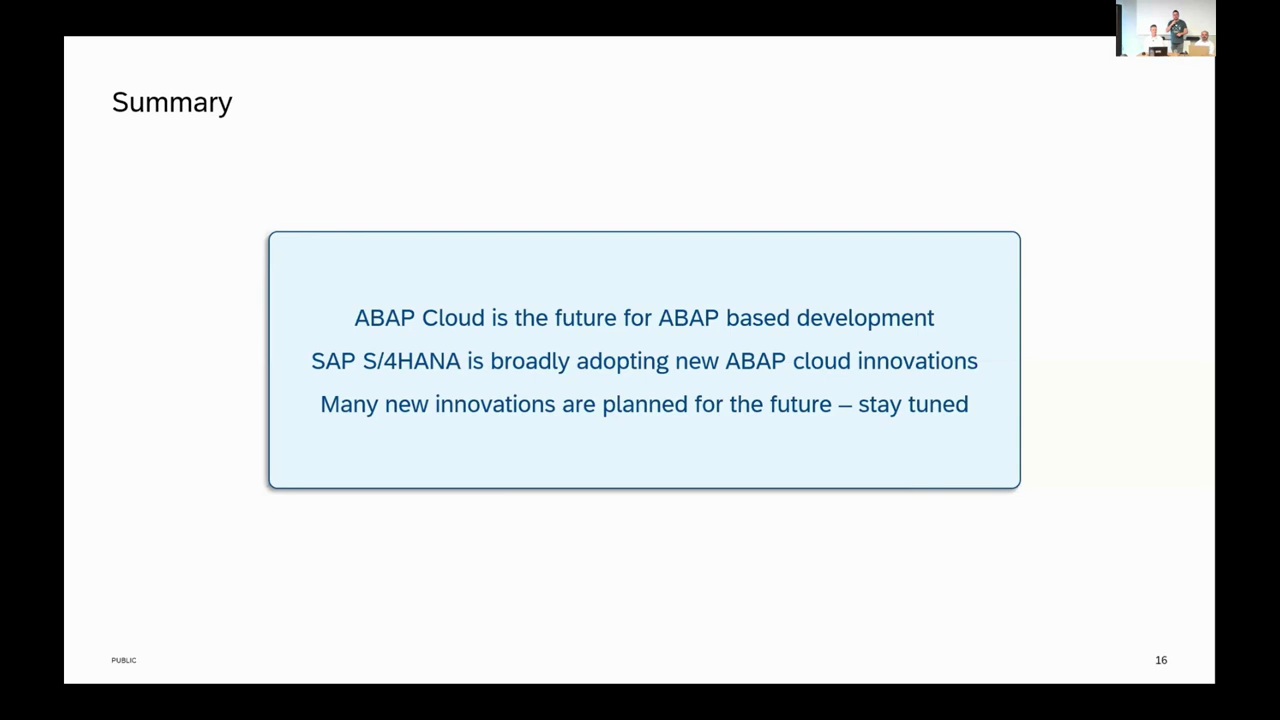 Summary
ABAP Cloud is the future for ABAP based development
SAP S/4HANA is broadly adopting new ABAP cloud innovations
Many new innovations are planned for the future – stay tuned
PUBLIC
16